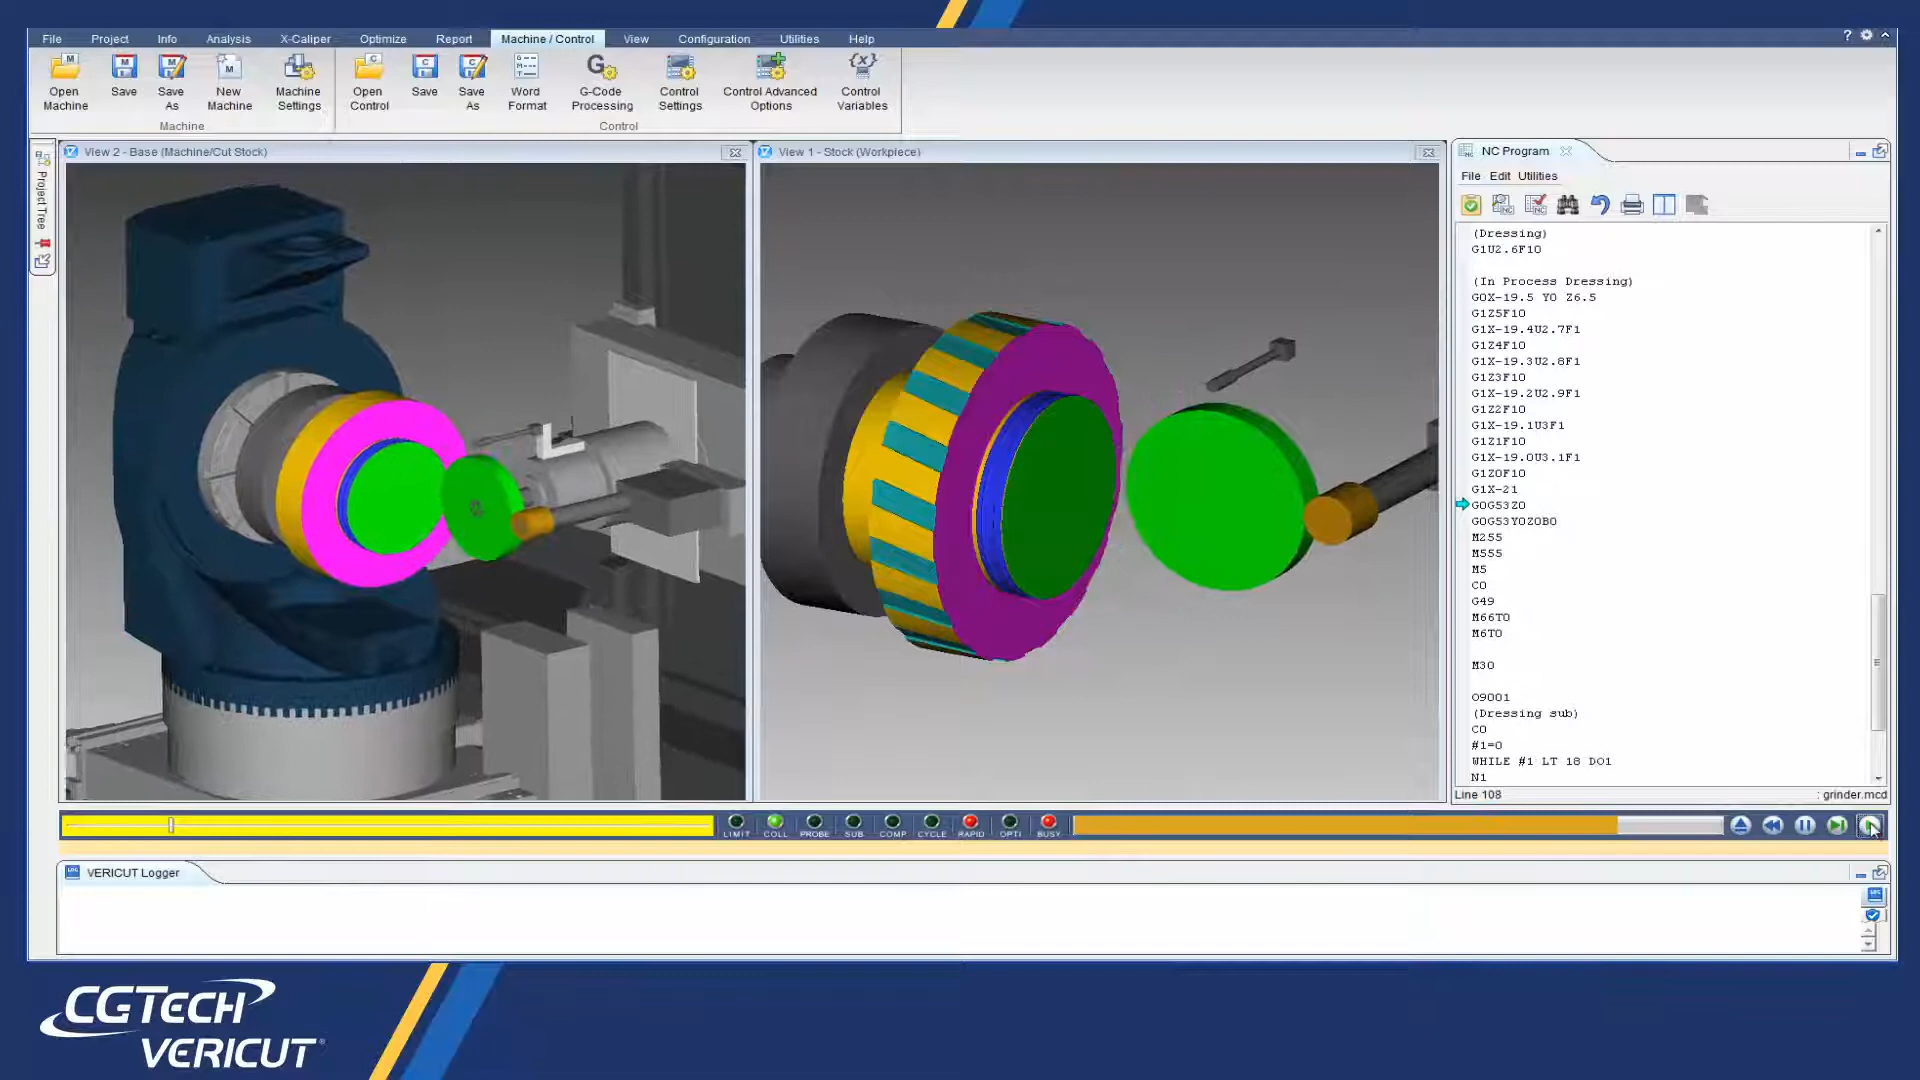 File Project Info Analysis X-Caliper Optimize Report Machine / Control View Configuration Utilities Help
Open Machine
Save
Save As
New Machine
Machine Settings
Open Control
Save
Save As
Word Format
G-Code Processing
Control Settings
Control Advanced Options
Control Variables
Machine
Control
Project Tree
View 2 - Base (Machine/Cut Stock)
View 1 - Stock (Workpiece)
NC Program
File Edit Utilities
(Dressing)
G1U2.6F10
(In Process Dressing)
G0X-19.5 Y0 Z6.5
G1Z5F10
G1X-19.4U2.7F1
G1Z4F10
G1X-19.3U2.8F1
G1Z3F10
G1X-19.2U2.9F1
G1Z2F10
G1X-19.1U3F1
G1Z1F10
G1X-19.0U3.1F1
G1Z0F10
G1X-21
G0G53Z0
G0G53Y0Z0B0
M255
M555
M5
C0
G49
M66T0
M6T0
M30
O9001
(Dressing sub)
C0
#1=0
WHILE #1 LT 18 DO1
N1
Line 108
: grinder.mcd
LIMIT COLL PROBE SUB COMP CYCLE RAPID OPTI BUSY
VERICUT Logger
CGTECH
VERICUT®